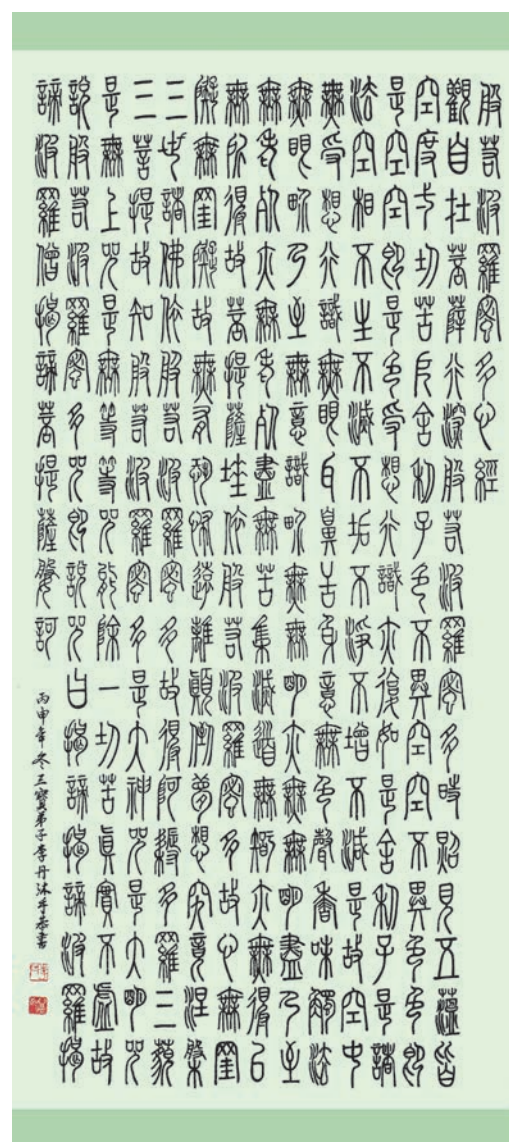 般若波羅蜜多心經
觀自在菩薩行深般若波羅蜜多時照見五蘊皆
空度一切苦厄舍利子色不異空空不異色色即
是空空即是色受想行識亦復如是舍利子是諸
法空相不生不滅不垢不淨不增不減是故空中
無受想行識無眼耳鼻舌身意無色聲香味觸法
無眼界乃至無意識界無無明亦無無明盡乃至
無老死亦無老死盡無苦集滅道無智亦無得以
無所得故菩提薩埵依般若波羅蜜多故心無罣
礙無罣礙故無有恐怖遠離顛倒夢想究竟涅槃
三世諸佛依般若波羅蜜多故得阿耨多羅三藐
三菩提故知般若波羅蜜多是大神咒是大明咒
是無上咒是無等等咒能除一切苦真實不虛故
說般若波羅蜜多咒即說咒曰揭諦揭諦波羅揭
諦波羅僧揭諦菩提薩婆訶
丙申年冬三寶弟子李丹沐手恭書